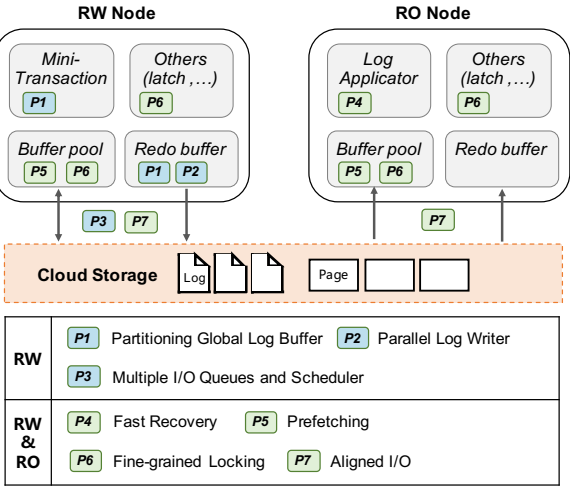 RW Node
RO Node
Mini-
Transaction
P1
Others
(latch ,...)
P6
Log
Applicator
P4
Others
(latch ,...)
P6
Buffer pool
P5 P6
Redo buffer
P1 P2
Buffer pool
P5 P6
Redo buffer
P3 P7
P7
Cloud Storage
Log
Page
RW
P1 Partitioning Global Log Buffer
P2 Parallel Log Writer
P3 Multiple I/O Queues and Scheduler
RW
&
RO
P4 Fast Recovery
P5 Prefetching
P6 Fine-grained Locking
P7 Aligned I/O